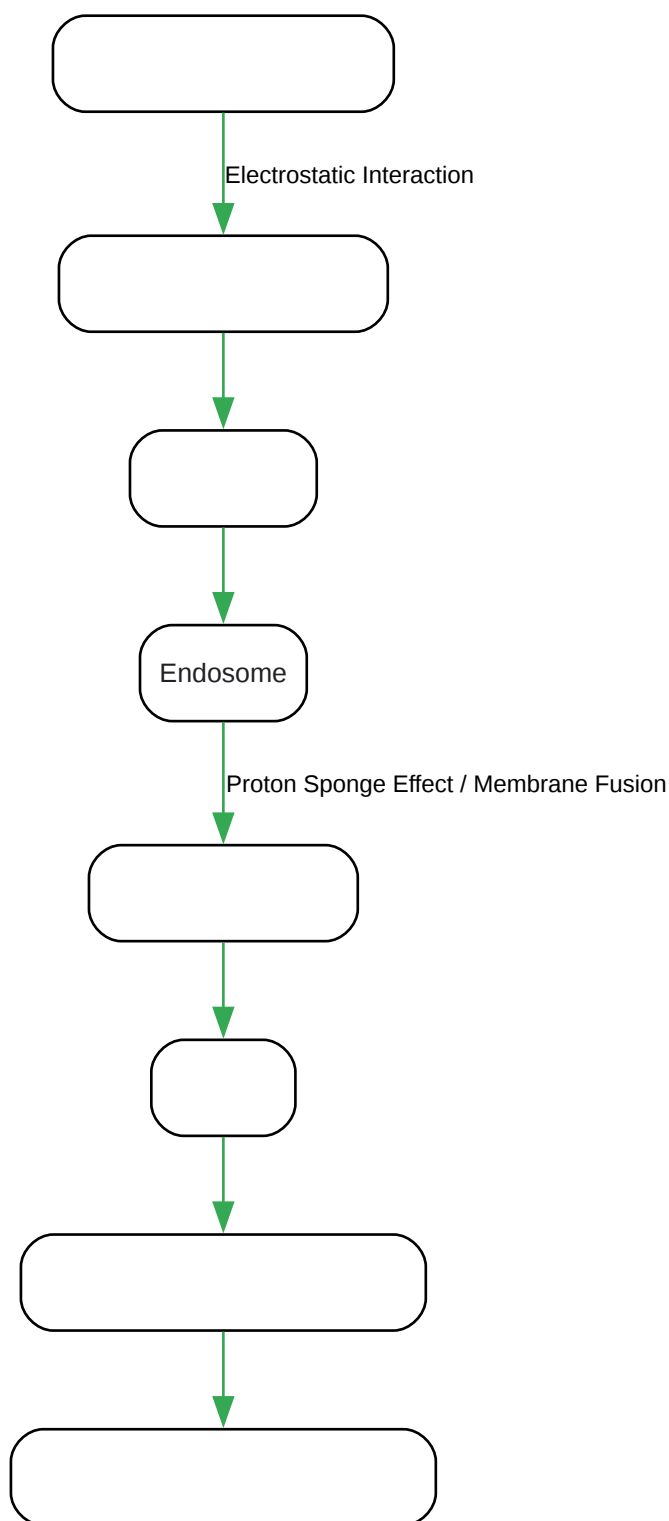 Electrostatic Interaction
Endosome
Proton Sponge Effect / Membrane Fusion